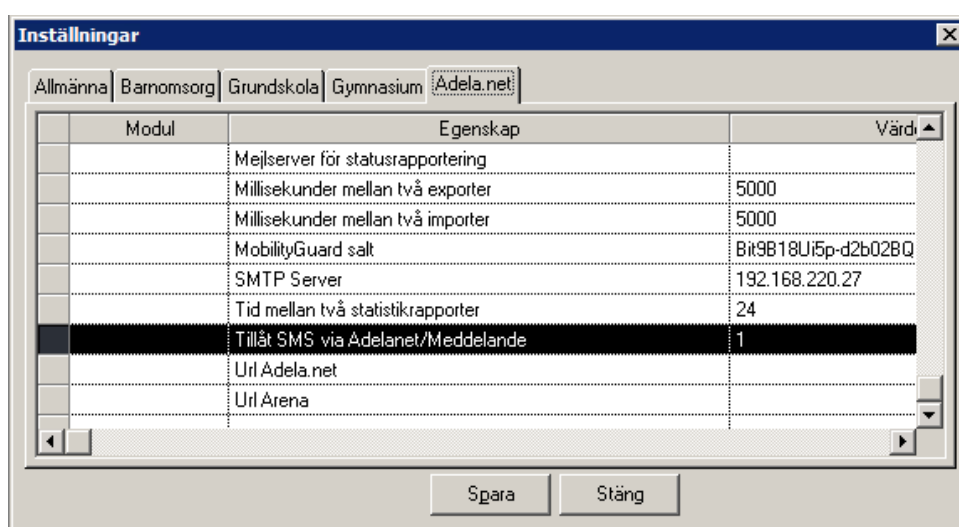 Inställningar
Allmänna Barnomsorg Grundskola Gymnasium Adela.net
Modul Egenskap Värde
Mejlserver för statusrapportering
Millisekunder mellan två exporter 5000
Millisekunder mellan två importer 5000
MobilityGuard salt Bit9B18Ui5p-d2b02BQ
SMTP Server 192.168.220.27
Tid mellan två statistikrapporter 24
Tillåt SMS via Adelanet/Meddelande 1
Url Adela.net
Url Arena
Spara Stäng